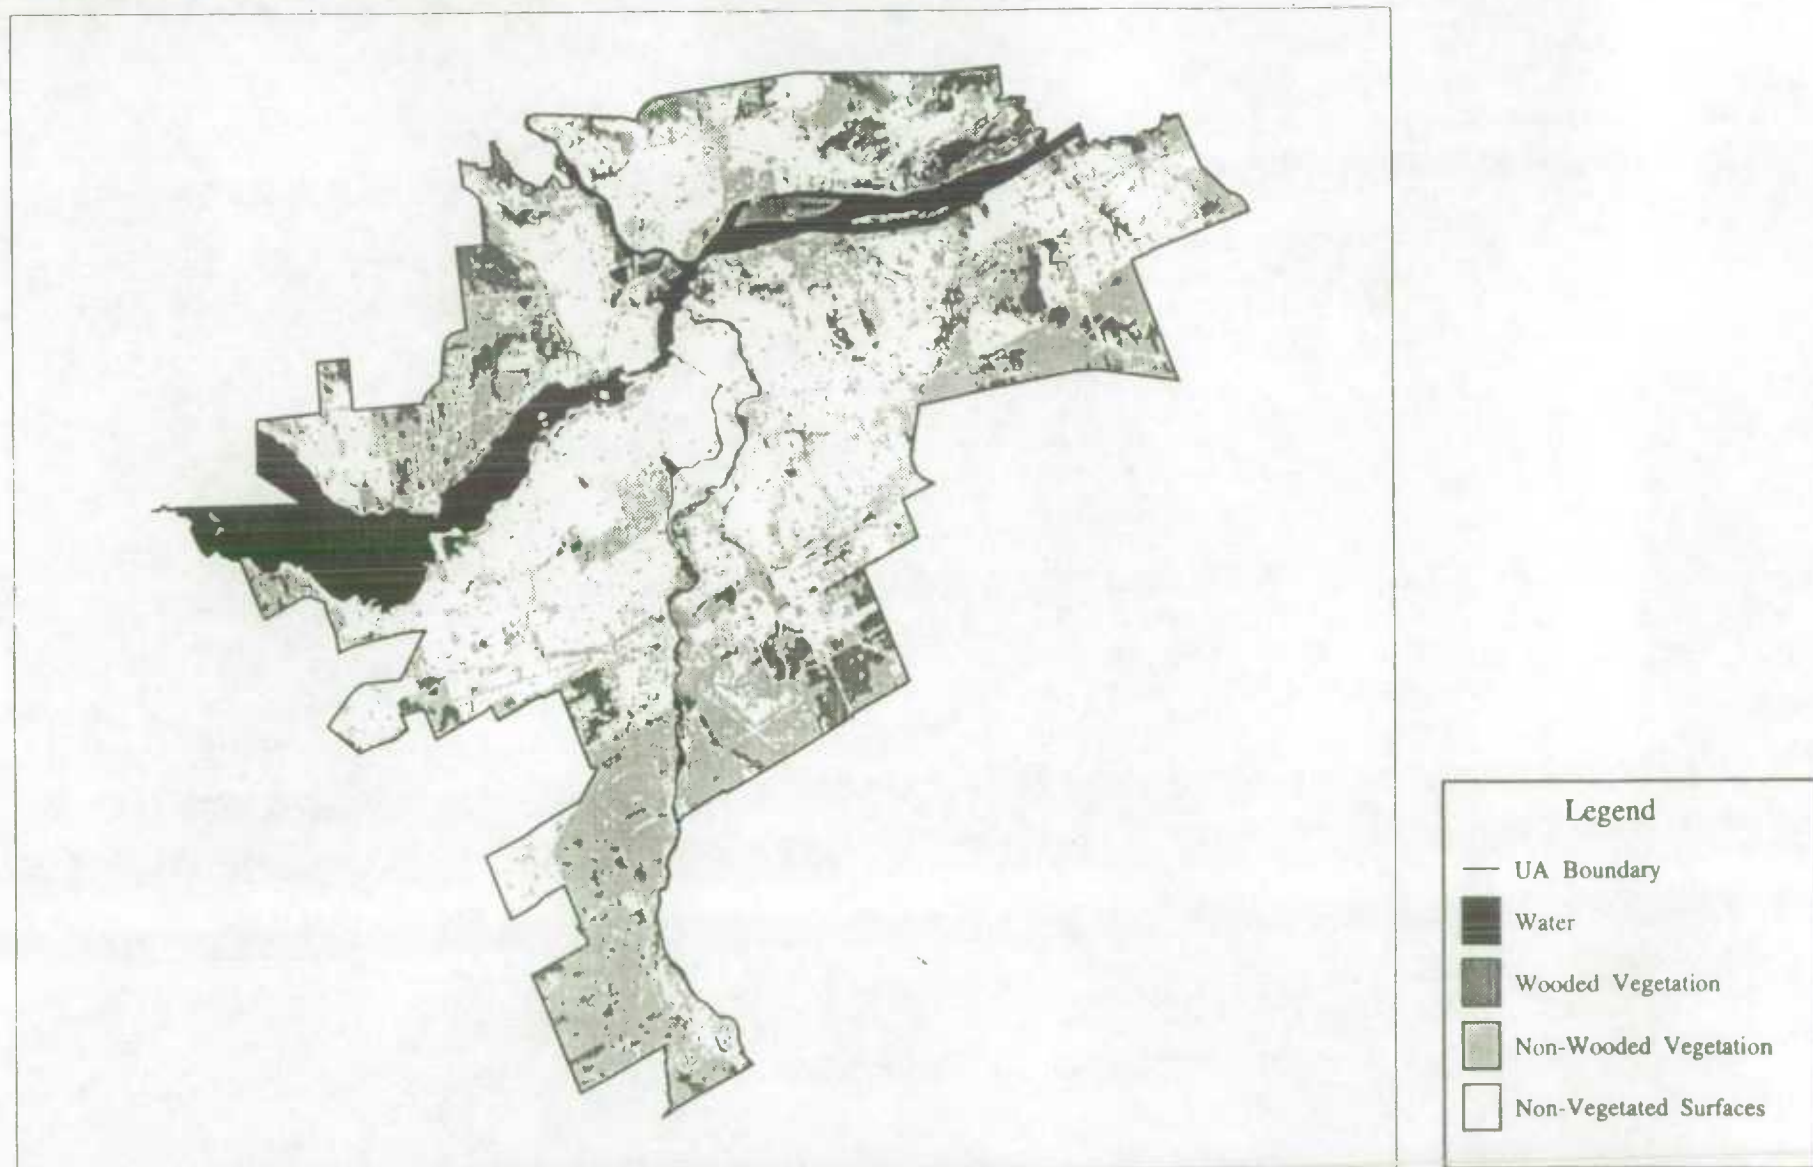 Legend
UA Boundary
Water
Wooded Vegetation
Non-Wooded Vegetation
Non-Vegetated Surfaces